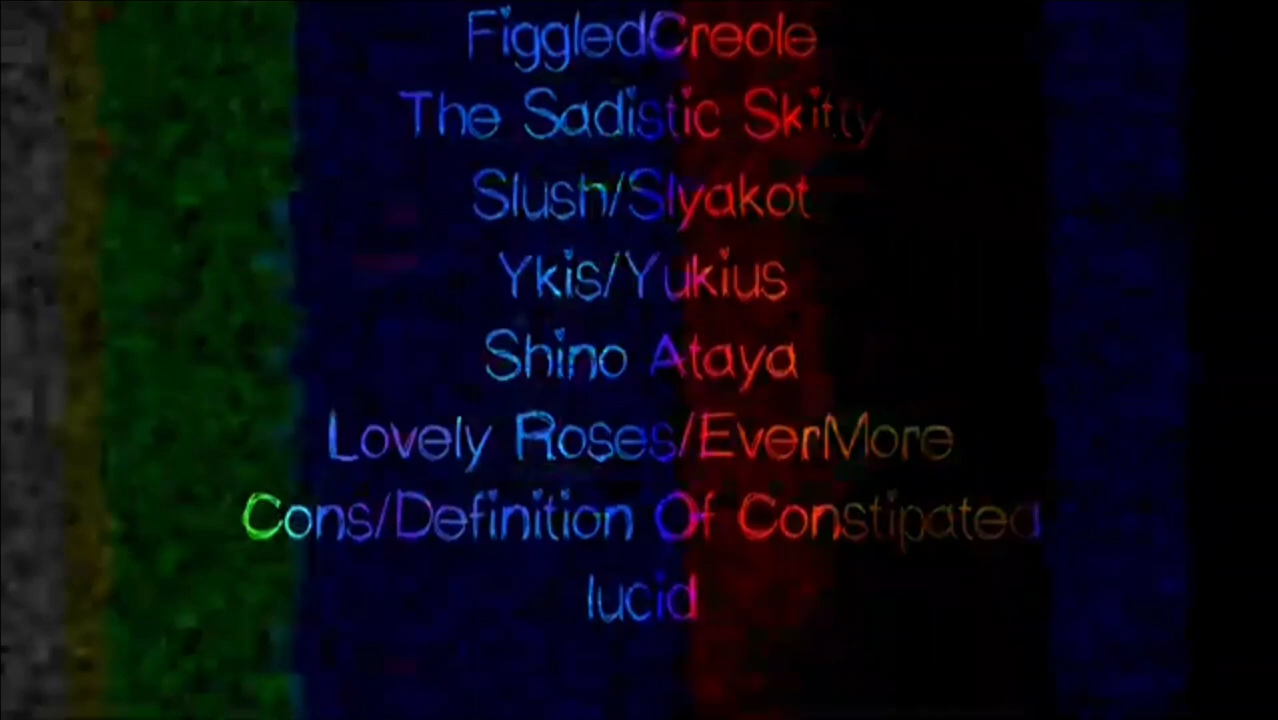 FiggledCreole
The Sadistic Skitty
Slush/Slyakot
Ykis/Yukius
Shino Ataya
Lovely Roses/EverMore
Cons/Definition Of Constipated
lucid